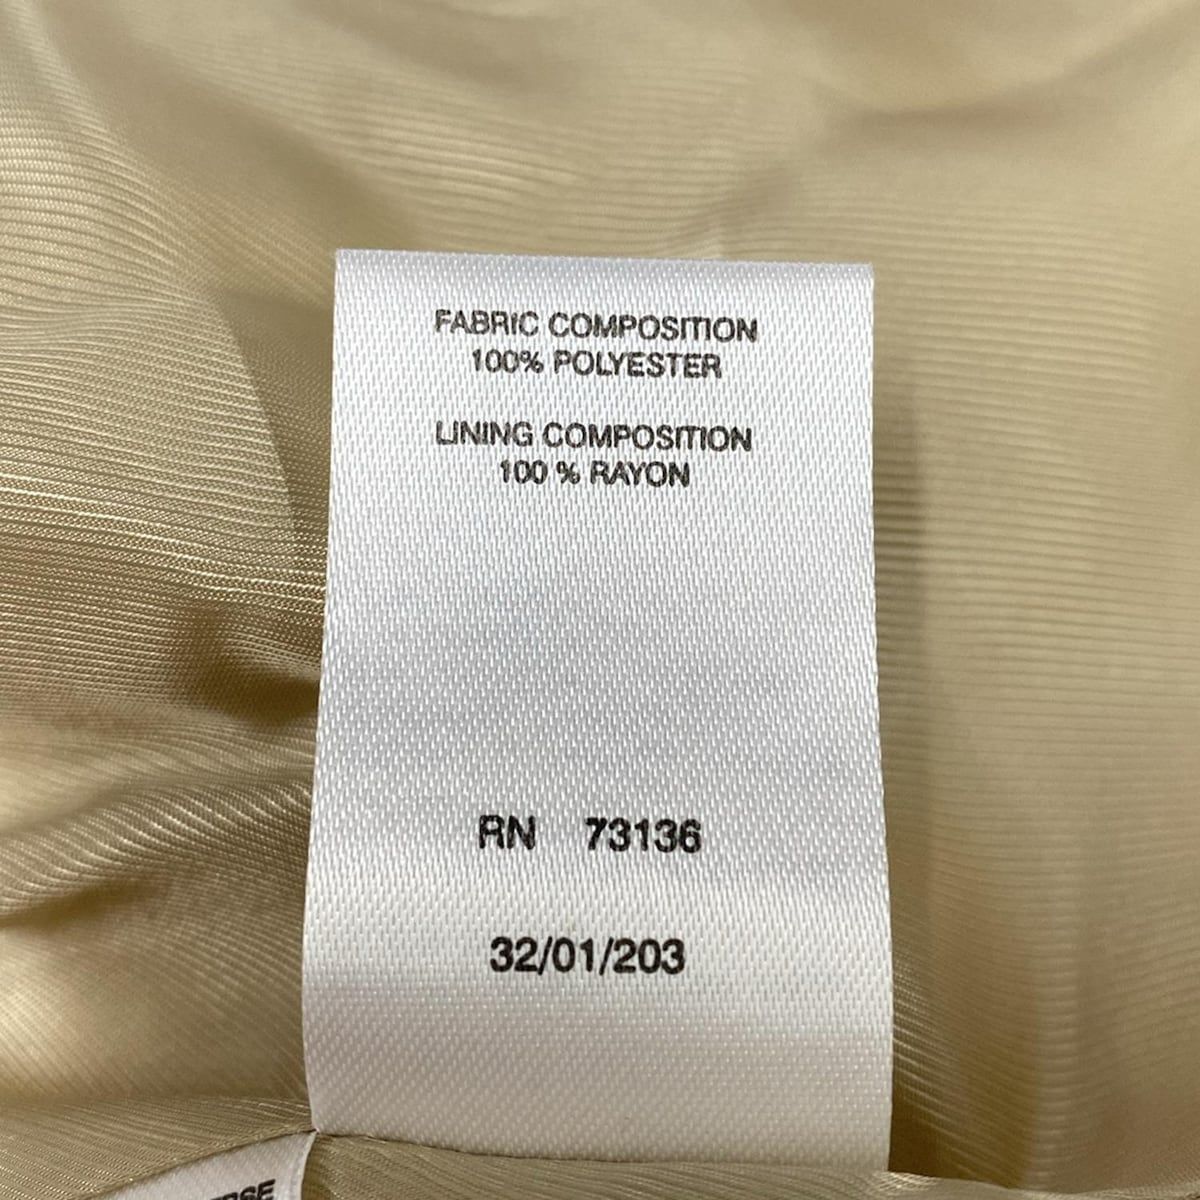 FABRIC COMPOSITION
100% POLYESTER
LINING COMPOSITION
100 % RAYON
RN 73136
32/01/203